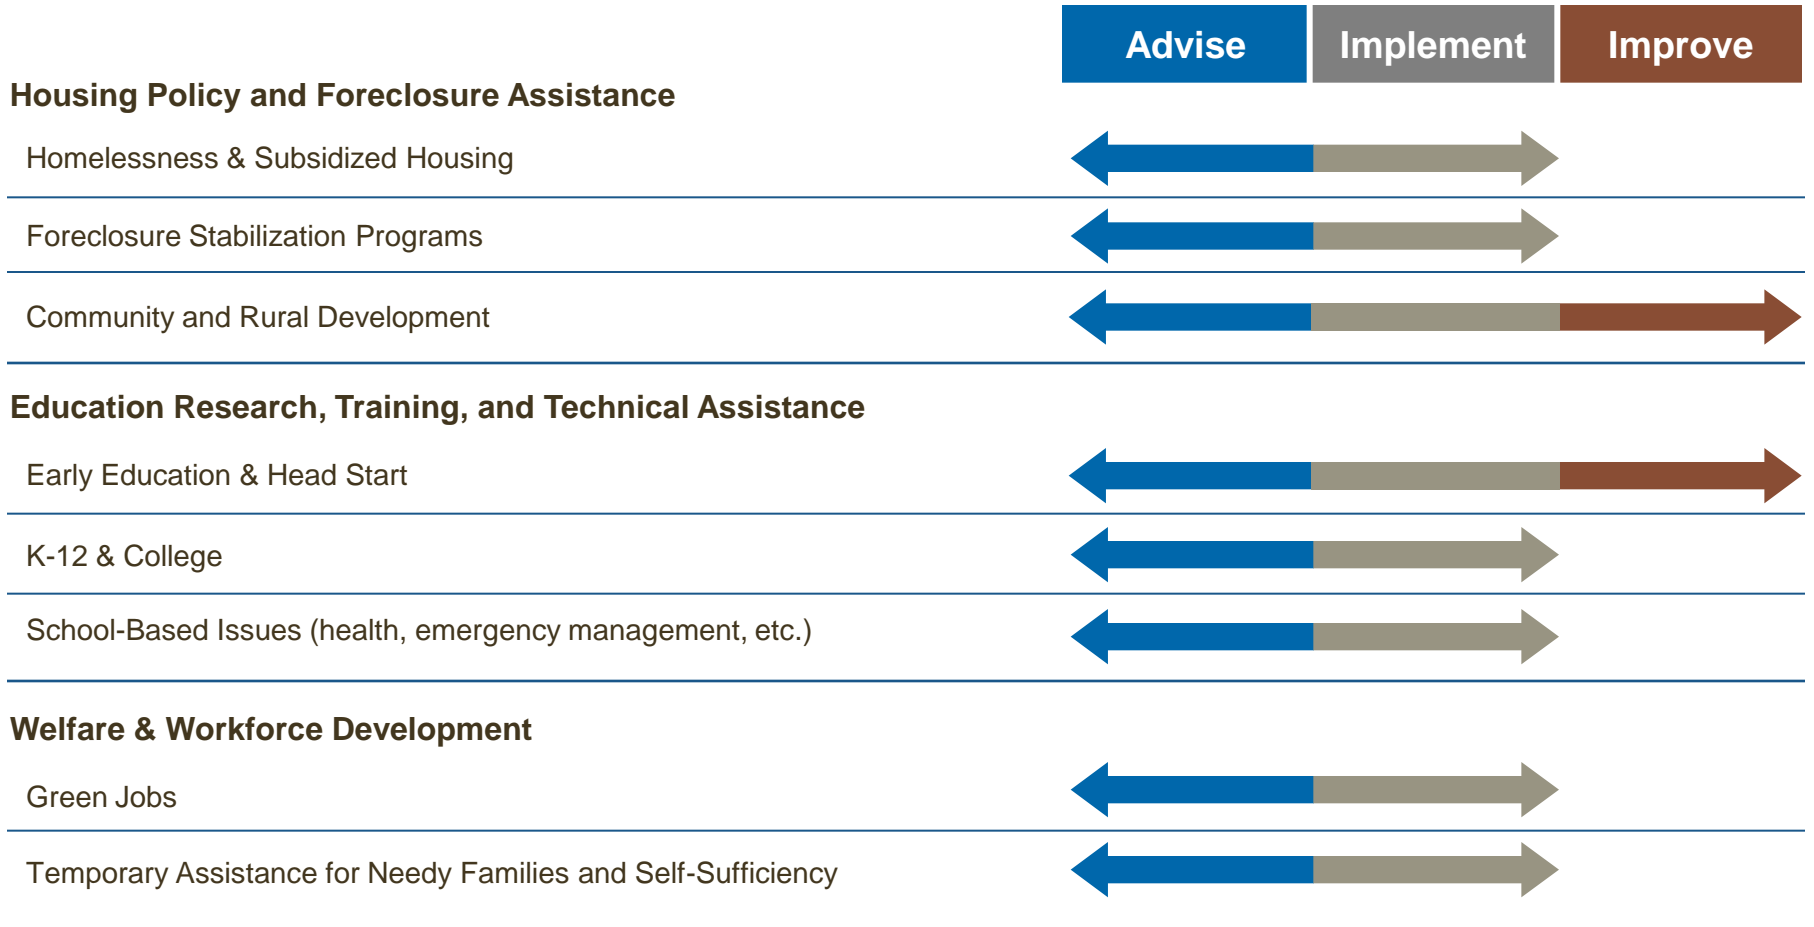 Advise Implement Improve
Housing Policy and Foreclosure Assistance
Homelessness & Subsidized Housing
Foreclosure Stabilization Programs
Community and Rural Development
Education Research, Training, and Technical Assistance
Early Education & Head Start
K-12 & College
School-Based Issues (health, emergency management, etc.)
Welfare & Workforce Development
Green Jobs
Temporary Assistance for Needy Families and Self-Sufficiency